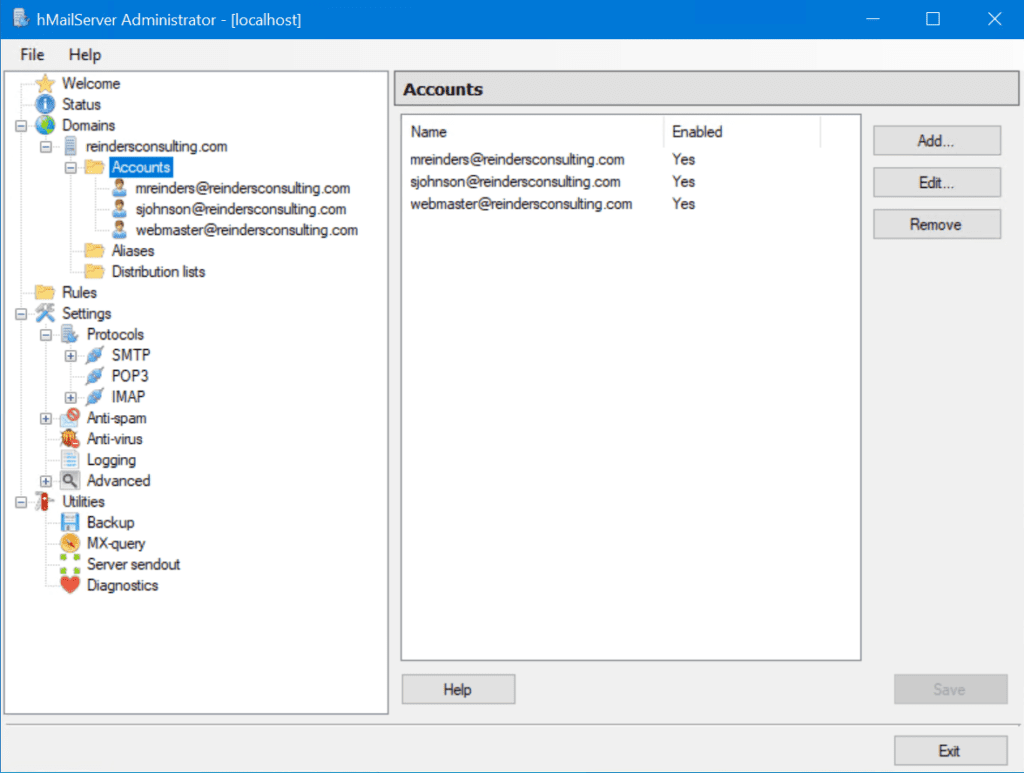 hMailServer Administrator - [localhost]
File Help
Welcome
Status
Domains
reindersconsulting.com
Accounts
mreinders@reindersconsulting.com
sjohnson@reindersconsulting.com
webmaster@reindersconsulting.com
Aliases
Distribution lists
Rules
Settings
Protocols
SMTP
POP3
IMAP
Anti-spam
Anti-virus
Logging
Advanced
Utilities
Backup
MX-query
Server sendout
Diagnostics
Accounts
Name Enabled
mreinders@reindersconsulting.com Yes
sjohnson@reindersconsulting.com Yes
webmaster@reindersconsulting.com Yes
Add...
Edit...
Remove
Help
Save
Exit